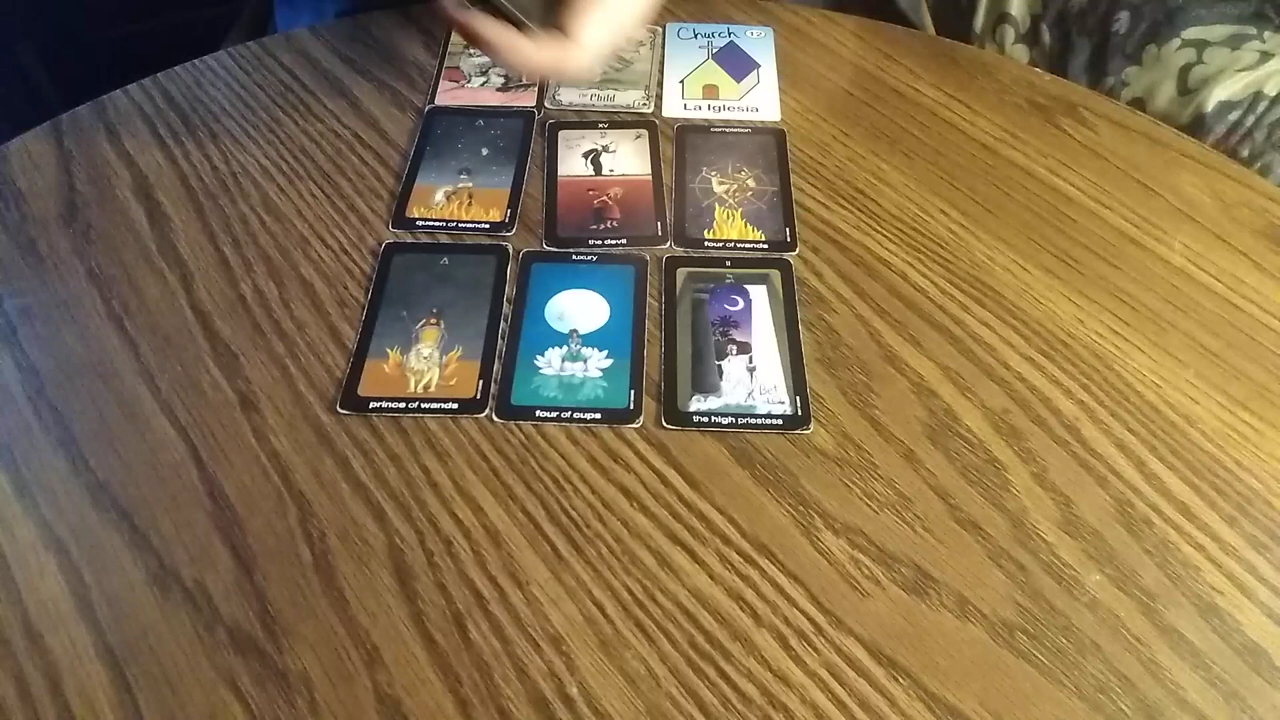 Church 12
The Child
La Iglesia
XV
completion
queen of wands
the devil
four of wands
luxury
II
prince of wands
four of cups
the high priestess